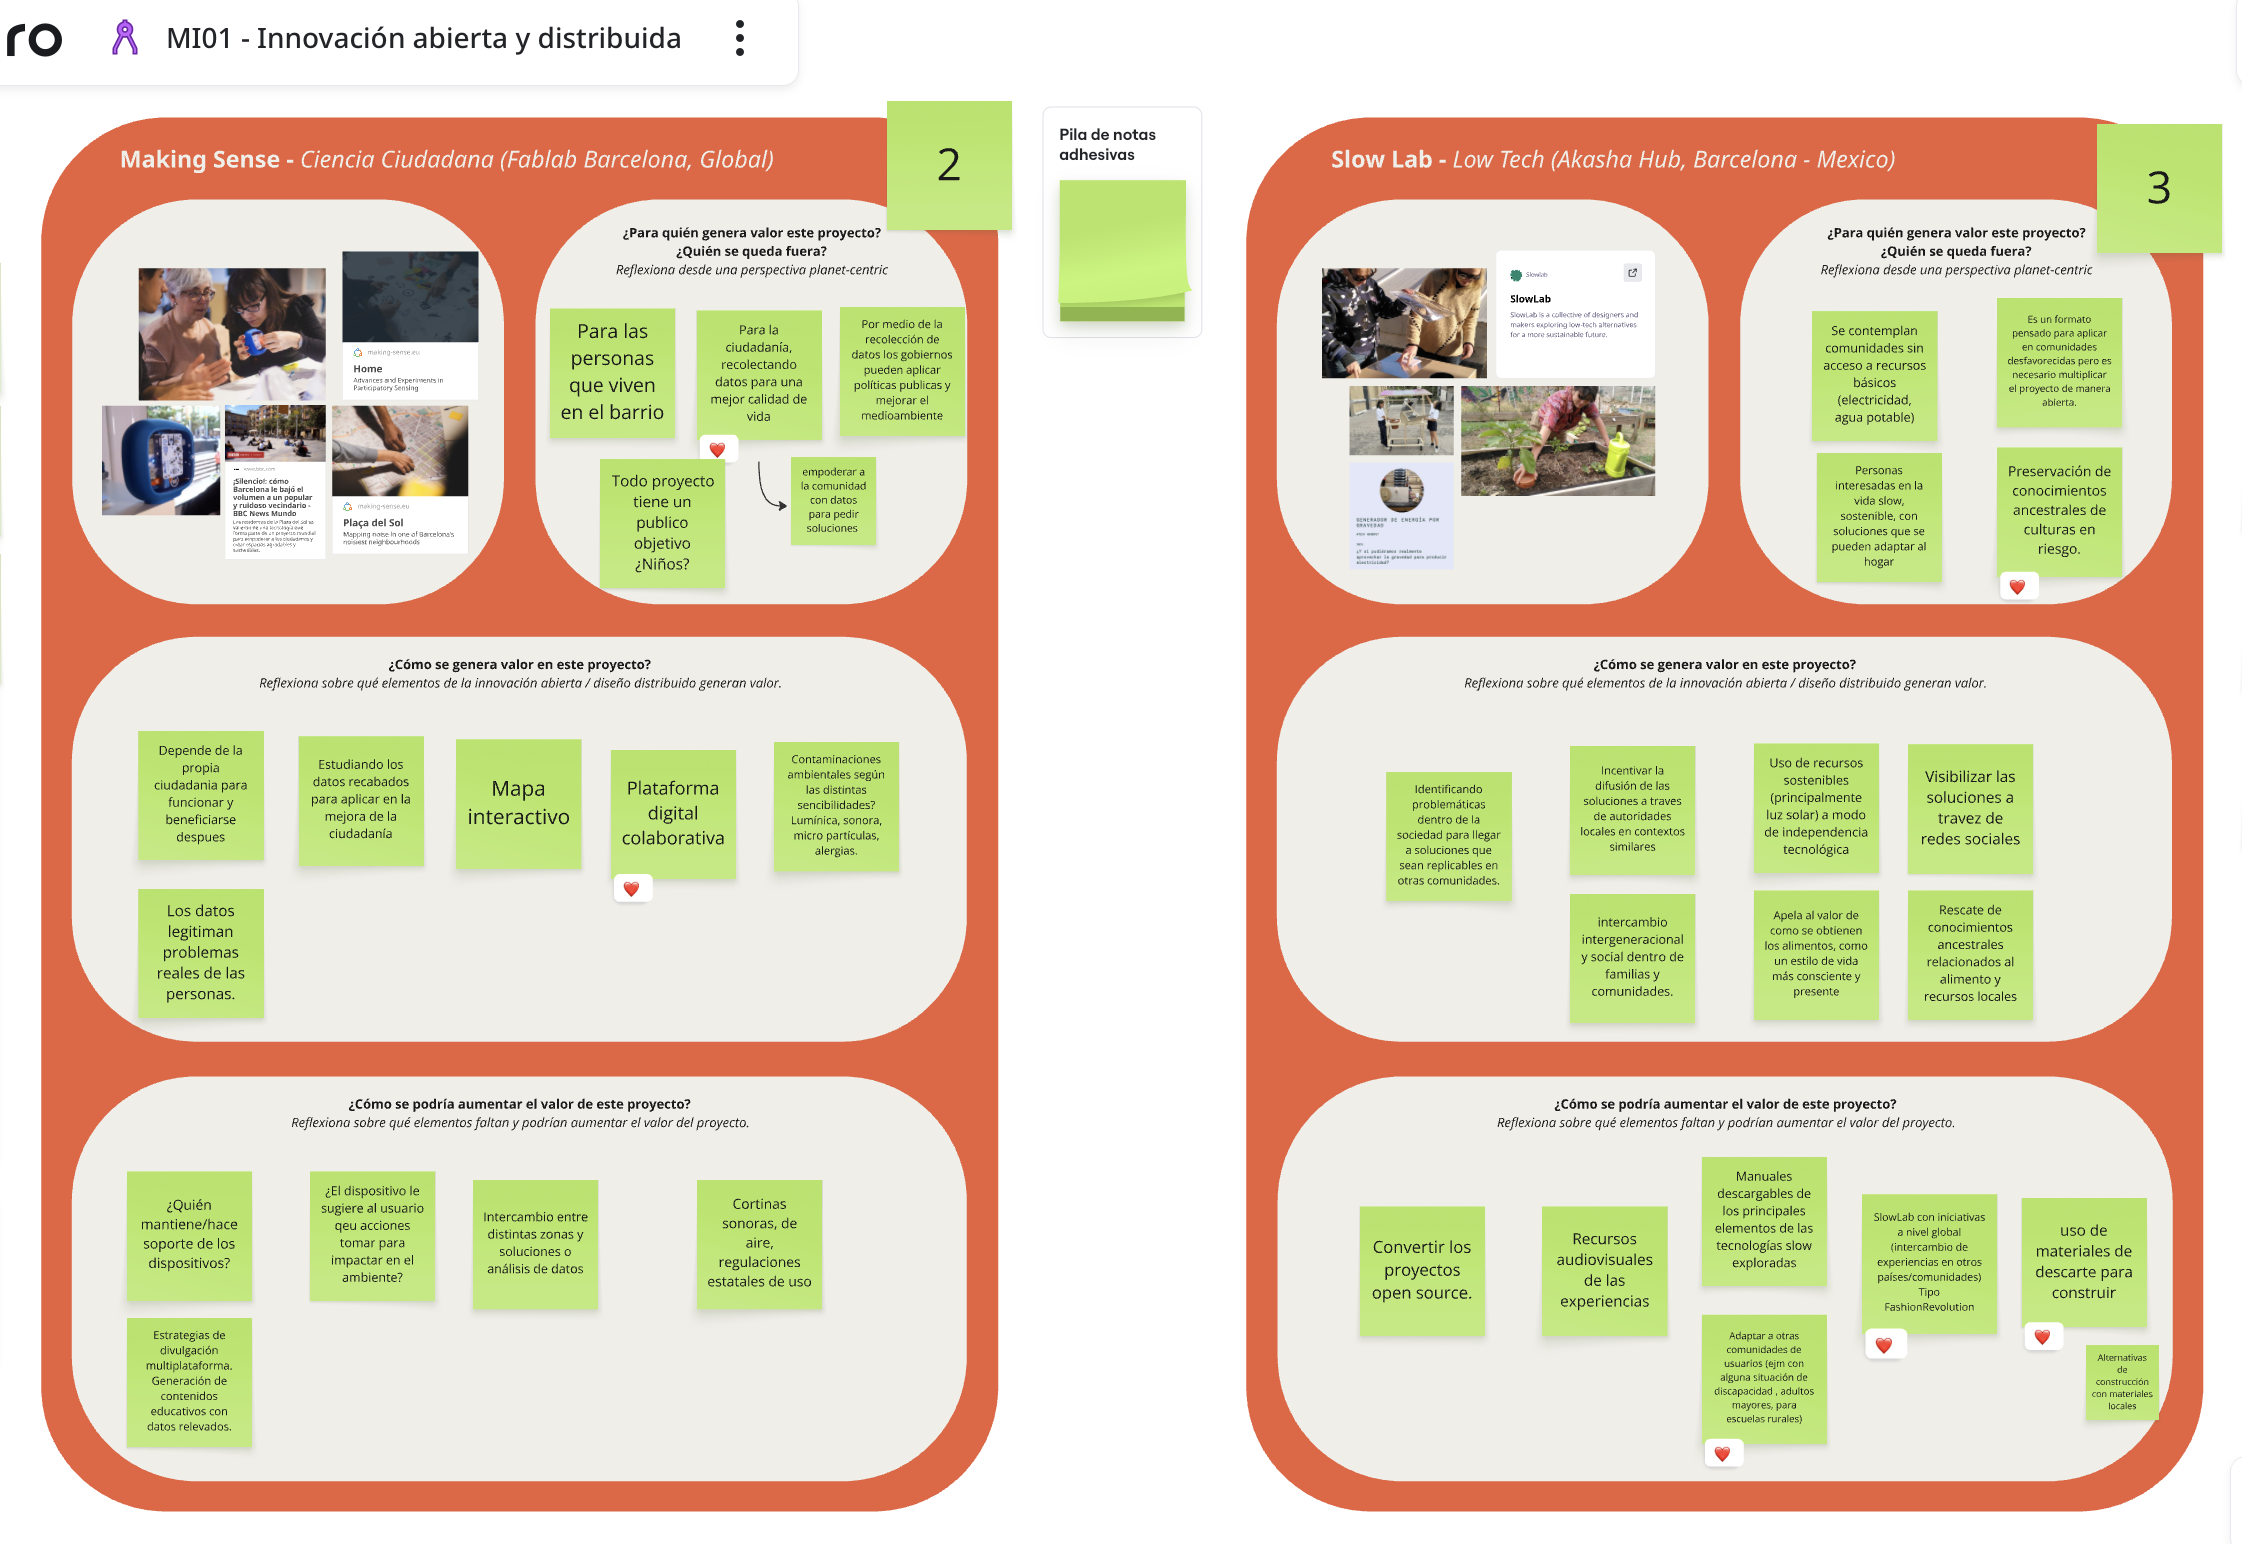 ro
MI01 - Innovación abierta y distribuida
Making Sense - Ciencia Ciudadana (Fablab Barcelona, Global)
2
making-sense.eu
Home
Advances and Experiments in
Participatory Sensing
www.bbc.com
¡Silencio!: cómo
Barcelona le bajó el
volumen a un popular
y ruidoso vecindario -
BBC News Mundo
making-sense.eu
Plaça del Sol
Mapping noise in one of Barcelona's
noisiest neighbourhoods
¿Para quién genera valor este proyecto?
¿Quién se queda fuera?
Reflexiona desde una perspectiva planet-centric
Para las
personas
que viven
en el barrio
Para la
ciudadanía,
recolectando
datos para una
mejor calidad de
vida
Por medio de la
recolección de
datos los gobiernos
pueden aplicar
políticas publicas y
mejorar el
medioambiente
Todo proyecto
tiene un
publico
objetivo
¿Niños?
empoderar a
la comunidad
con datos
para pedir
soluciones
¿Cómo se genera valor en este proyecto?
Reflexiona sobre qué elementos de la innovación abierta / diseño distribuido generan valor.
Depende de la
propia
ciudadania para
funcionar y
beneficiarse
despues
Estudiando los
datos recabados
para aplicar en la
mejora de la
ciudadanía
Mapa
interactivo
Plataforma
digital
colaborativa
Contaminaciones
ambientales según
las distintas
sencibilidades?
Lumínica, sonora,
micro partículas,
alergias.
Los datos
legitiman
problemas
reales de las
personas.
¿Cómo se podría aumentar el valor de este proyecto?
Reflexiona sobre qué elementos faltan y podrían aumentar el valor del proyecto.
¿Quién
mantiene/hace
soporte de los
dispositivos?
¿El dispositivo le
sugiere al usuario
qeu acciones
tomar para
impactar en el
ambiente?
Intercambio entre
distintas zonas y
soluciones o
análisis de datos
Cortinas
sonoras, de
aire,
regulaciones
estatales de uso
Estrategias de
divulgación
multiplataforma.
Generación de
contenidos
educativos con
datos relevados.
Pila de notas
adhesivas
Slow Lab - Low Tech (Akasha Hub, Barcelona - Mexico)
3
Slowlab
SlowLab
SlowLab is a collective of designers and
makers exploring low-tech alternatives
for a more sustainable future.
GENERADOR DE ENERGÍA POR
GRAVEDAD
¿Y si pudiéramos realmente
aprovechar la gravedad para producir
electricidad?
¿Para quién genera valor este proyecto?
¿Quién se queda fuera?
Reflexiona desde una perspectiva planet-centric
Se contemplan
comunidades sin
acceso a recursos
básicos
(electricidad,
agua potable)
Es un formato
pensado para aplicar
en comunidades
desfavorecidas pero es
necesario multiplicar
el proyecto de manera
abierta.
Personas
interesadas en la
vida slow,
sostenible, con
soluciones que se
pueden adaptar al
hogar
Preservación de
conocimientos
ancestrales de
culturas en
riesgo.
¿Cómo se genera valor en este proyecto?
Reflexiona sobre qué elementos de la innovación abierta / diseño distribuido generan valor.
Identificando
problemáticas
dentro de la
sociedad para llegar
a soluciones que
sean replicables en
otras comunidades.
Incentivar la
difusión de las
soluciones a traves
de autoridades
locales en contextos
similares
Uso de recursos
sostenibles
(principalmente
luz solar) a modo
de independencia
tecnológica
Visibilizar las
soluciones a
travez de
redes sociales
intercambio
intergeneracional
y social dentro de
familias y
comunidades.
Apela al valor de
como se obtienen
los alimentos, como
un estilo de vida
más consciente y
presente
Rescate de
conocimientos
ancestrales
relacionados al
alimento y
recursos locales
¿Cómo se podría aumentar el valor de este proyecto?
Reflexiona sobre qué elementos faltan y podrían aumentar el valor del proyecto.
Convertir los
proyectos
open source.
Recursos
audiovisuales
de las
experiencias
Manuales
descargables de
los principales
elementos de las
tecnologías slow
exploradas
SlowLab con iniciativas
a nivel global
(intercambio de
experiencias en otros
países/comunidades)
Tipo
FashionRevolution
uso de
materiales de
descarte para
construir
Adaptar a otras
comunidades de
usuarios (ejm con
alguna situación de
discapacidad , adultos
mayores, para
escuelas rurales)
Alternativas
de
construcción
con materiales
locales